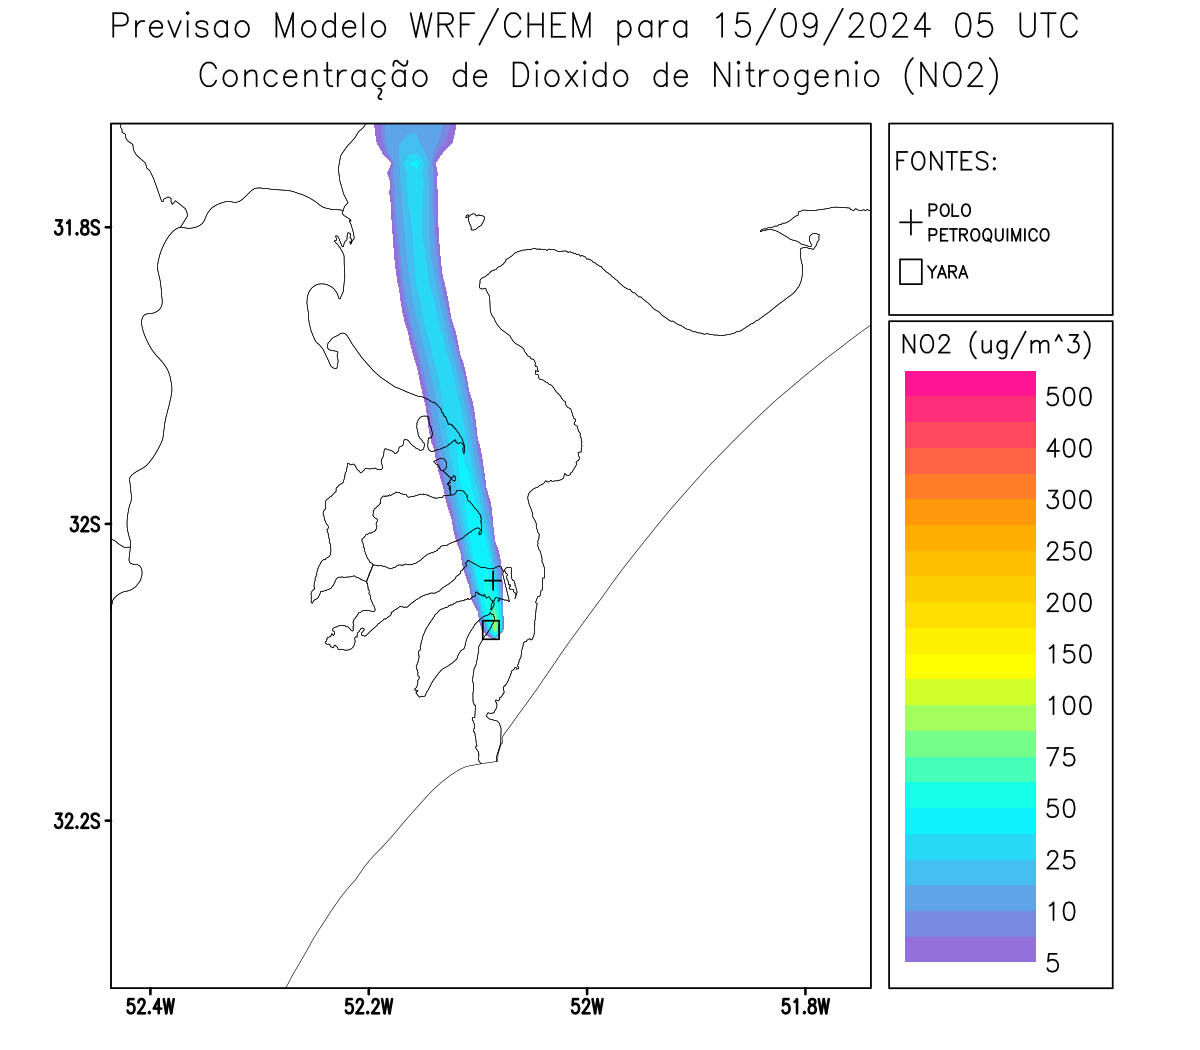 Previsao Modelo WRF/CHEM para 15/09/2024 05 UTC
Concentração de Dioxido de Nitrogenio (NO2)
FONTES:
POLO
PETROQUIMICO
YARA
NO2 (ug/m^3)
500
400
300
250
200
150
100
75
50
25
10
5
31.8S
32S
32.2S
52.4W
52.2W
52W
51.8W